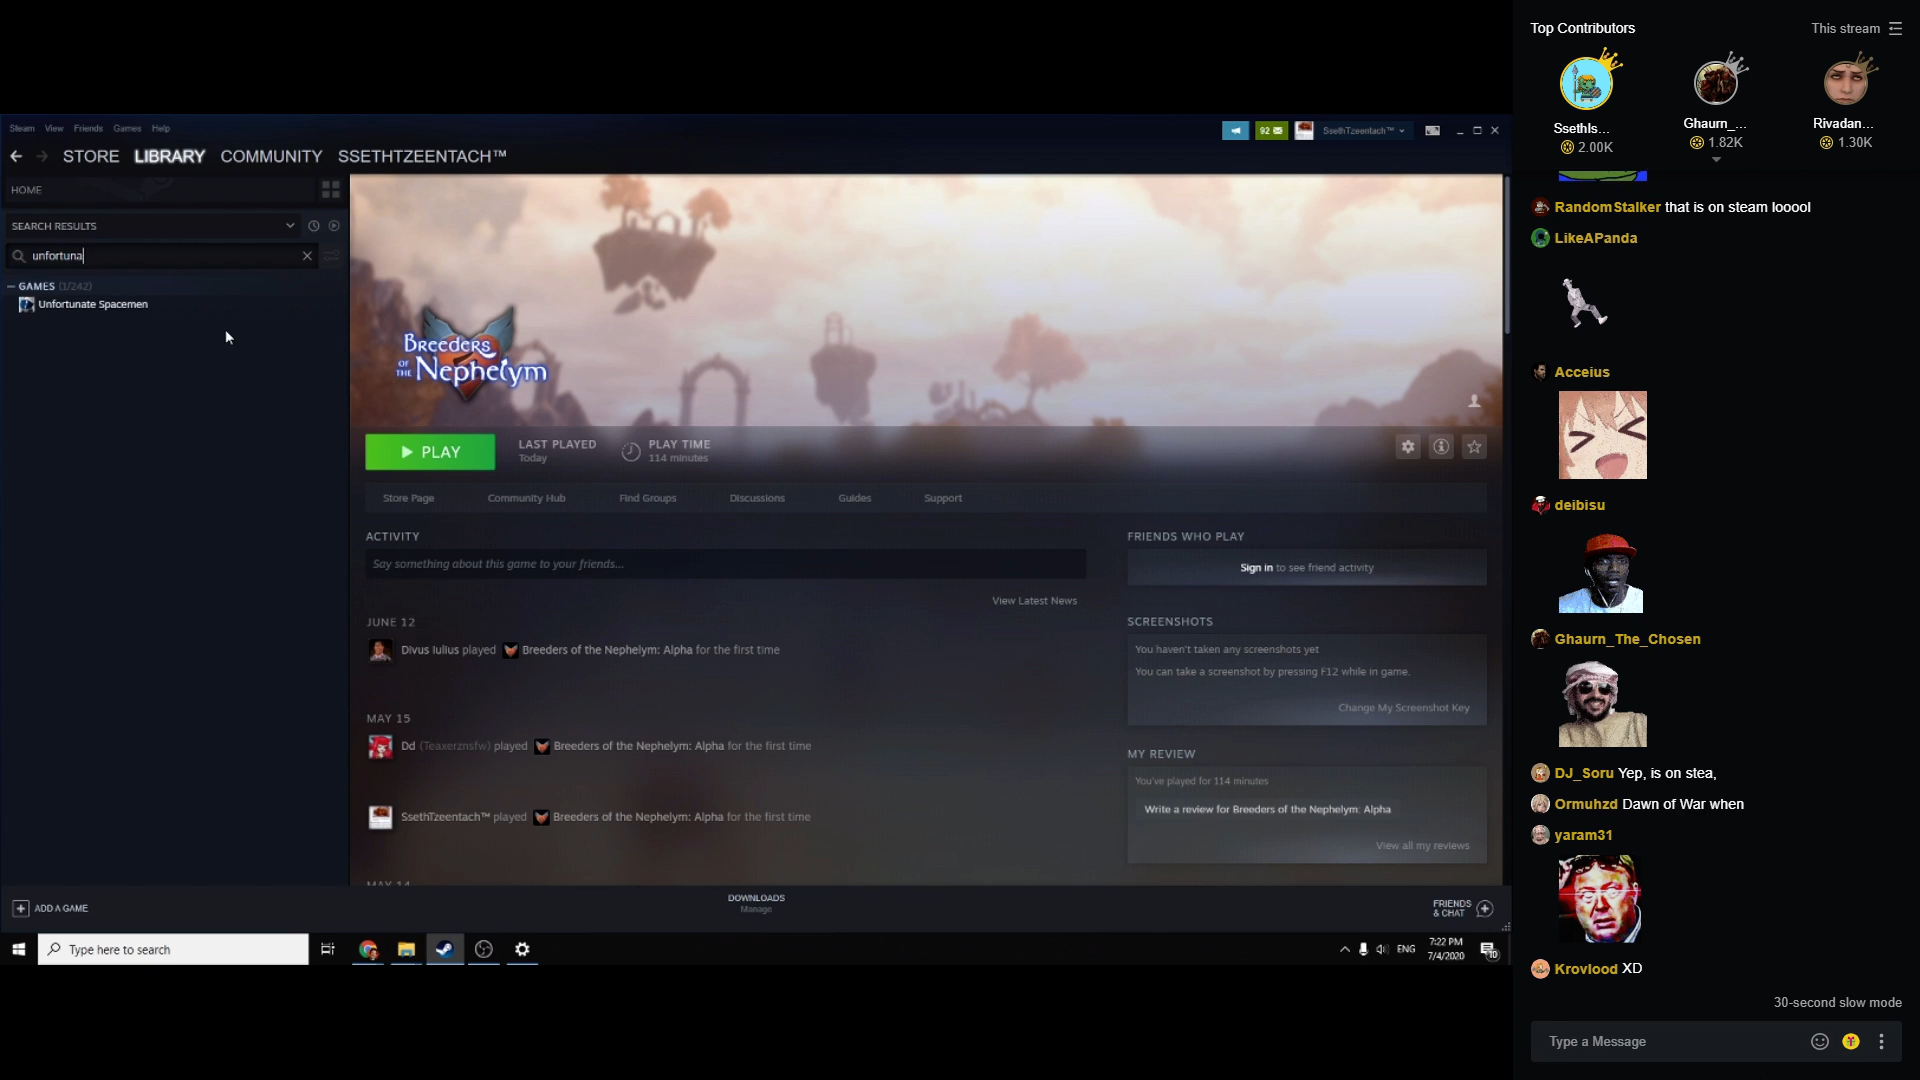 Steam View Friends Games Help
92
SsethTzeentach™
STORE LIBRARY COMMUNITY SSETHTZEENTACH™
HOME
SEARCH RESULTS
unfortuna
GAMES (1/242)
Unfortunate Spacemen
Breeders
OF THE Nephelym
PLAY
LAST PLAYED
Today
PLAY TIME
114 minutes
Store Page Community Hub Find Groups Discussions Guides Support
ACTIVITY
Say something about this game to your friends...
View Latest News
JUNE 12
Divus Iulius played Breeders of the Nephelym: Alpha for the first time
MAY 15
Dd (Teaxerznsfw) played Breeders of the Nephelym: Alpha for the first time
SsethTzeentach™ played Breeders of the Nephelym: Alpha for the first time
MAY 14
FRIENDS WHO PLAY
Sign in to see friend activity
SCREENSHOTS
You haven't taken any screenshots yet
You can take a screenshot by pressing F12 while in game.
Change My Screenshot Key
MY REVIEW
You've played for 114 minutes
Write a review for Breeders of the Nephelym: Alpha
View all my reviews
ADD A GAME
DOWNLOADS
Manage
FRIENDS
& CHAT
Type here to search
ENG
7:22 PM
7/4/2020
10
Top Contributors
This stream
SsethIs...
2.00K
Ghaurn_...
1.82K
Rivadan...
1.30K
RandomStalker that is on steam looool
LikeAPanda
Acceius
deibisu
Ghaurn_The_Chosen
DJ_Soru Yep, is on stea,
Ormuhzd Dawn of War when
yaram31
Krovlood XD
30-second slow mode
Type a Message